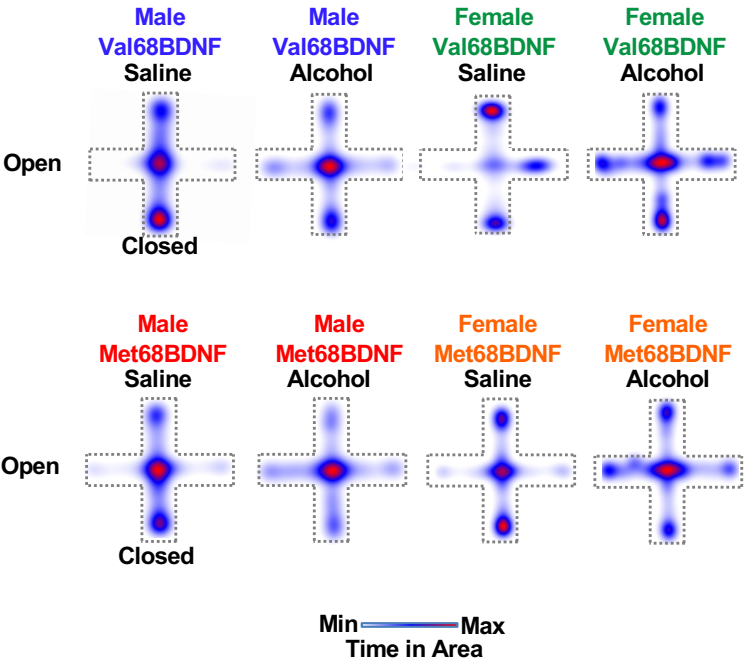 Male Male Female Female
Val68BDNF Val68BDNF Val68BDNF Val68BDNF
Saline Alcohol Saline Alcohol
Open
Closed
Male Male Female Female
Met68BDNF Met68BDNF Met68BDNF Met68BDNF
Saline Alcohol Saline Alcohol
Open
Closed
Min Max
Time in Area